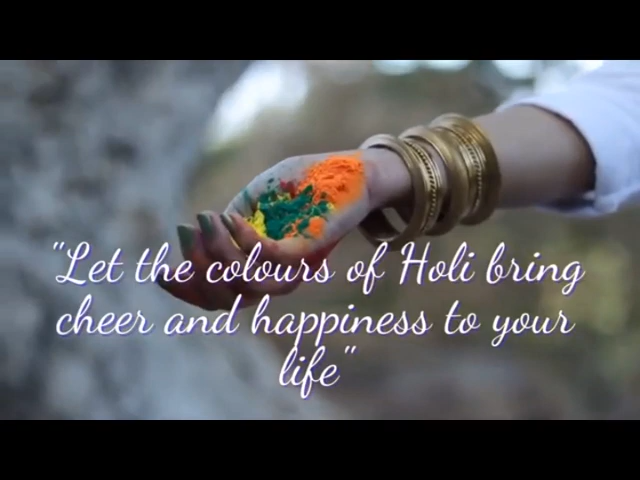 "Let the colours of Holi bring
cheer and happiness to your
life"